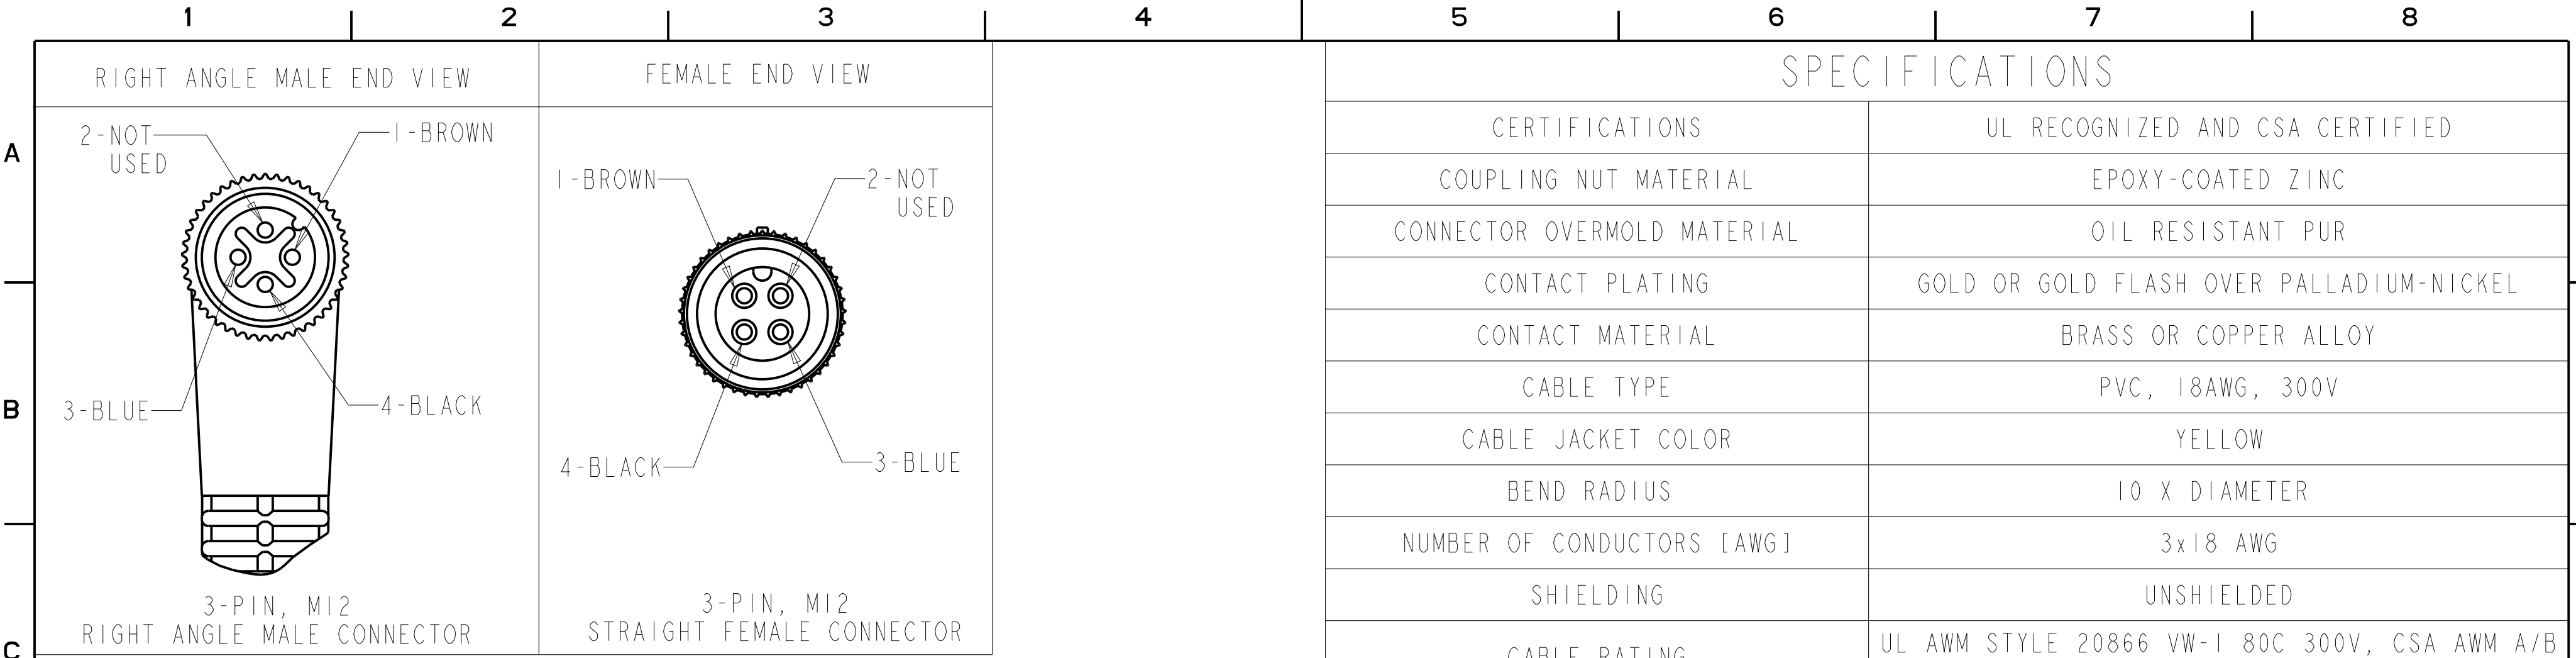 1 2 3 4 5 6 7 8
A
B
C
RIGHT ANGLE MALE END VIEW
2-NOT
USED
1-BROWN
3-BLUE
4-BLACK
3-PIN, M12
RIGHT ANGLE MALE CONNECTOR
FEMALE END VIEW
1-BROWN
2-NOT
USED
4-BLACK
3-BLUE
3-PIN, M12
STRAIGHT FEMALE CONNECTOR
SPECIFICATIONS
CERTIFICATIONS UL RECOGNIZED AND CSA CERTIFIED
COUPLING NUT MATERIAL EPOXY-COATED ZINC
CONNECTOR OVERMOLD MATERIAL OIL RESISTANT PUR
CONTACT PLATING GOLD OR GOLD FLASH OVER PALLADIUM-NICKEL
CONTACT MATERIAL BRASS OR COPPER ALLOY
CABLE TYPE PVC, 18AWG, 300V
CABLE JACKET COLOR YELLOW
BEND RADIUS 10 X DIAMETER
NUMBER OF CONDUCTORS [AWG] 3x18 AWG
SHIELDING UNSHIELDED
CABLE RATING UL AWM STYLE 20866 VW-1 80C 300V, CSA AWM A/B